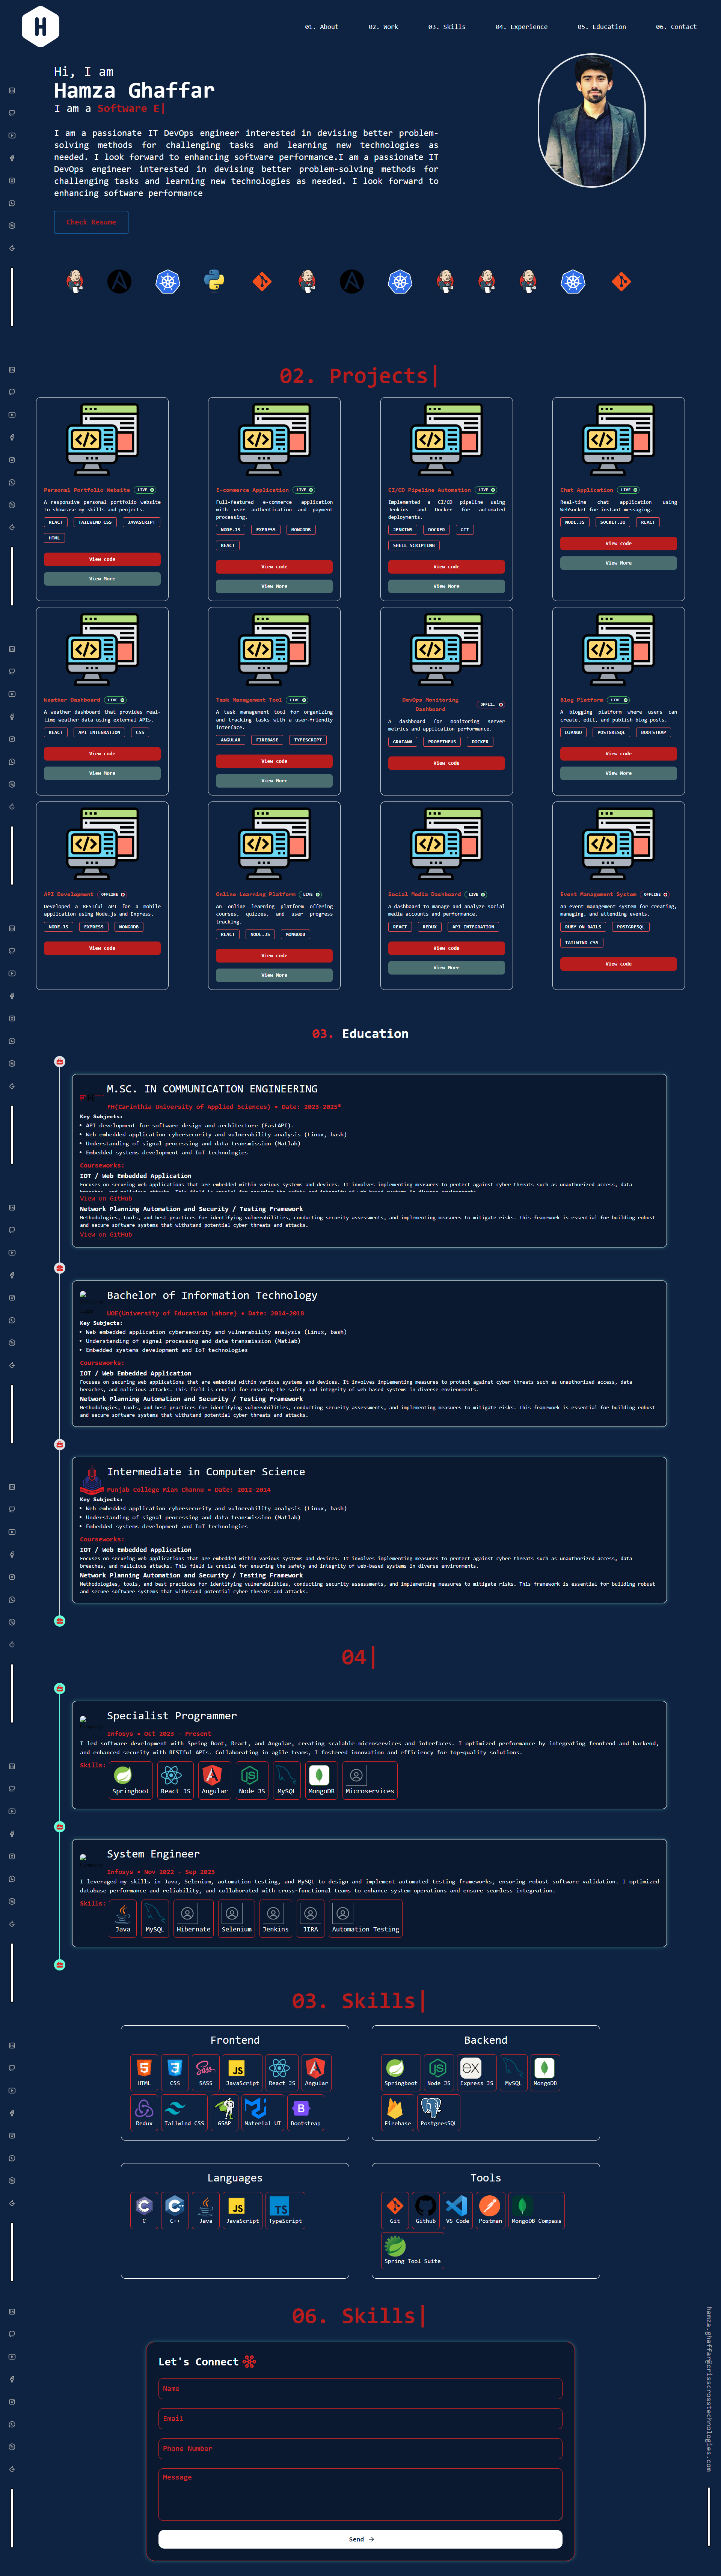 H
01. About
02. Work
03. Skills
04. Experience
05. Education
06. Contact
Hi, I am
Hamza Ghaffar
I am a Software E|
I am a passionate IT DevOps engineer interested in devising better problem-
solving methods for challenging tasks and learning new technologies as
needed. I look forward to enhancing software performance.I am a passionate IT
DevOps engineer interested in devising better problem-solving methods for
challenging tasks and learning new technologies as needed. I look forward to
enhancing software performance
Check Resume
02. Projects|
Personal Portfolio Website LIVE
A responsive personal portfolio website
to showcase my skills and projects.
REACT TAILWIND CSS JAVASCRIPT
HTML
View code
View More
E-commerce Application LIVE
Full-featured e-commerce application
with user authentication and payment
processing.
NODE.JS EXPRESS MONGODB
REACT
View code
View More
CI/CD Pipeline Automation LIVE
Implemented a CI/CD pipeline using
Jenkins and Docker for automated
deployments.
JENKINS DOCKER GIT
SHELL SCRIPTING
View code
View More
Chat Application LIVE
Real-time chat application using
WebSocket for instant messaging.
NODE.JS SOCKET.IO REACT
View code
View More
Weather Dashboard LIVE
A weather dashboard that provides real-
time weather data using external APIs.
REACT API INTEGRATION CSS
View code
View More
Task Management Tool LIVE
A task management tool for organizing
and tracking tasks with a user-friendly
interface.
ANGULAR FIREBASE TYPESCRIPT
View code
View More
DevOps Monitoring
Dashboard
OFFLI.
A dashboard for monitoring server
metrics and application performance.
GRAFANA PROMETHEUS DOCKER
View code
Blog Platform LIVE
A blogging platform where users can
create, edit, and publish blog posts.
DJANGO POSTGRESQL BOOTSTRAP
View code
View More
API Development OFFLINE
Developed a RESTful API for a mobile
application using Node.js and Express.
NODE.JS EXPRESS MONGODB
View code
Online Learning Platform LIVE
An online learning platform offering
courses, quizzes, and user progress
tracking.
REACT NODE.JS MONGODB
View code
View More
Social Media Dashboard LIVE
A dashboard to manage and analyze social
media accounts and performance.
REACT REDUX API INTEGRATION
View code
View More
Event Management System OFFLINE
An event management system for creating,
managing, and attending events.
RUBY ON RAILS POSTGRESQL
TAILWIND CSS
View code
03. Education
M.SC. IN COMMUNICATION ENGINEERING
FH(Carinthia University of Applied Sciences) • Date: 2023-2025*
Key Subjects:
• API development for software design and architecture (FastAPI).
• Web embedded application cybersecurity and vulnerability analysis (Linux, bash)
• Understanding of signal processing and data transmission (Matlab)
• Embedded systems development and IoT technologies
Courseworks:
IOT / Web Embedded Application
Focuses on securing web applications that are embedded within various systems and devices. It involves implementing measures to protect against cyber threats such as unauthorized access, data
breaches, and malicious attacks. This field is crucial for ensuring the safety and integrity of web-based systems in diverse environments.
View on GitHub
Network Planning Automation and Security / Testing Framework
Methodologies, tools, and best practices for identifying vulnerabilities, conducting security assessments, and implementing measures to mitigate risks. This framework is essential for building robust
and secure software systems that withstand potential cyber threats and attacks.
View on GitHub
Bachelor of Information Technology
UOE(University of Education Lahore) • Date: 2014-2018
Key Subjects:
• Web embedded application cybersecurity and vulnerability analysis (Linux, bash)
• Understanding of signal processing and data transmission (Matlab)
• Embedded systems development and IoT technologies
Courseworks:
IOT / Web Embedded Application
Focuses on securing web applications that are embedded within various systems and devices. It involves implementing measures to protect against cyber threats such as unauthorized access, data
breaches, and malicious attacks. This field is crucial for ensuring the safety and integrity of web-based systems in diverse environments.
Network Planning Automation and Security / Testing Framework
Methodologies, tools, and best practices for identifying vulnerabilities, conducting security assessments, and implementing measures to mitigate risks. This framework is essential for building robust
and secure software systems that withstand potential cyber threats and attacks.
Intermediate in Computer Science
Punjab College Mian Channu • Date: 2012-2014
Key Subjects:
• Web embedded application cybersecurity and vulnerability analysis (Linux, bash)
• Understanding of signal processing and data transmission (Matlab)
• Embedded systems development and IoT technologies
Courseworks:
IOT / Web Embedded Application
Focuses on securing web applications that are embedded within various systems and devices. It involves implementing measures to protect against cyber threats such as unauthorized access, data
breaches, and malicious attacks. This field is crucial for ensuring the safety and integrity of web-based systems in diverse environments.
Network Planning Automation and Security / Testing Framework
Methodologies, tools, and best practices for identifying vulnerabilities, conducting security assessments, and implementing measures to mitigate risks. This framework is essential for building robust
and secure software systems that withstand potential cyber threats and attacks.
04|
Specialist Programmer
Infosys • Oct 2023 - Present
I led software development with Spring Boot, React, and Angular, creating scalable microservices and interfaces. I optimized performance by integrating frontend and backend,
and enhanced security with RESTful APIs. Collaborating in agile teams, I fostered innovation and efficiency for top-quality solutions.
Skills: Springboot React JS Angular Node JS MySQL MongoDB Microservices
System Engineer
Infosys • Nov 2022 - Sep 2023
I leveraged my skills in Java, Selenium, automation testing, and MySQL to design and implement automated testing frameworks, ensuring robust software validation. I optimized
database performance and reliability, and collaborated with cross-functional teams to enhance system operations and ensure seamless integration.
Skills: Java MySQL Hibernate Selenium Jenkins JIRA Automation Testing
03. Skills|
Frontend
HTML CSS SASS JavaScript React JS Angular
Redux Tailwind CSS GSAP Material UI Bootstrap
Backend
Springboot Node JS Express JS MySQL MongoDB
Firebase PostgresSQL
Languages
C C++ Java JavaScript TypeScript
Tools
Git Github VS Code Postman MongoDB Compass
Spring Tool Suite
06. Skills|
Let's Connect
Name
Email
Phone Number
Message
Send →
hamza.ghaffar@crisscrosstechnologies.com